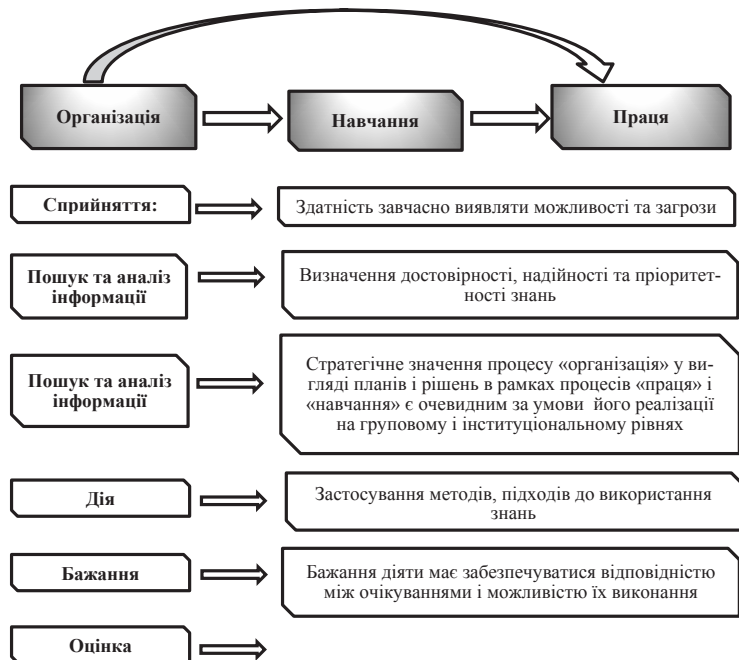 Організація
Навчання
Праця
Сприйняття:
Здатність завчасно виявляти можливості та загрози
Пошук та аналіз
інформації
Визначення достовірності, надійності та пріоритет-
ності знань
Пошук та аналіз
інформації
Стратегічне значення процесу «організація» у ви-
гляді планів і рішень в рамках процесів «праця» і
«навчання» є очевидним за умови його реалізації
на груповому і інституціональному рівнях
Дія
Застосування методів, підходів до використання
знань
Бажання
Бажання діяти має забезпечуватися відповідністю
між очікуваннями і можливістю їх виконання
Оцінка